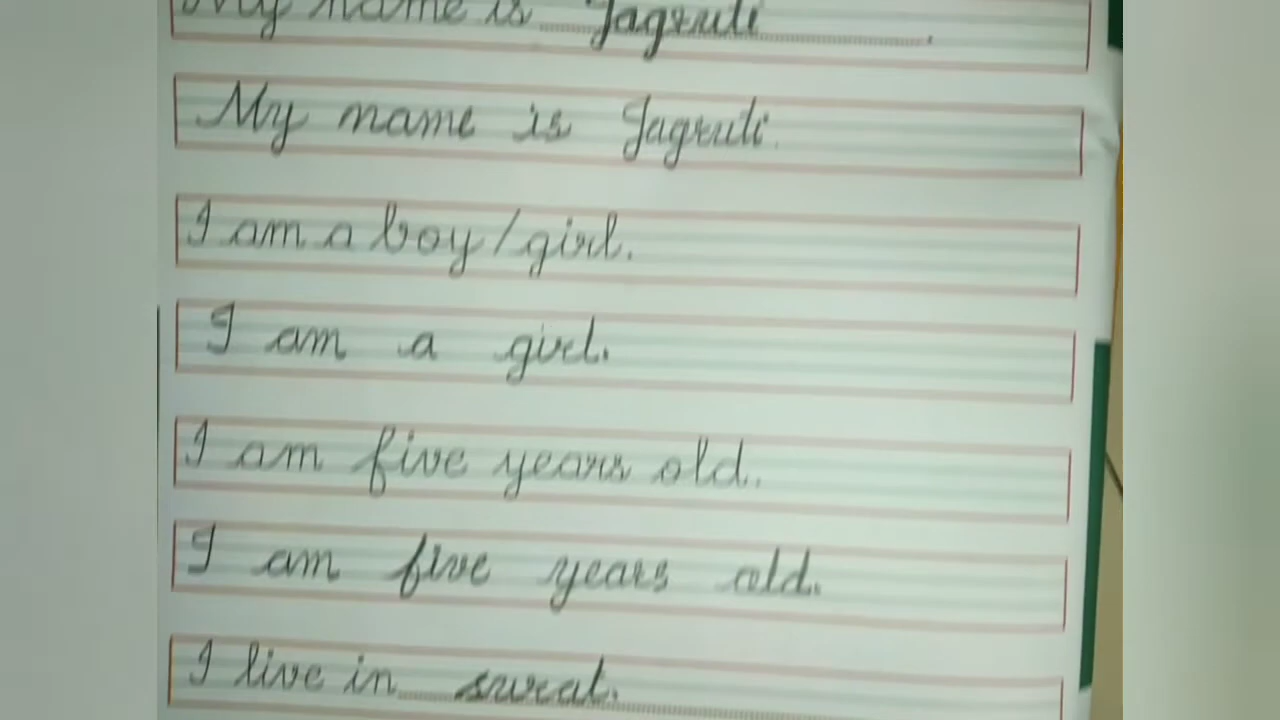 My name is Jagruti.
My name is Jagruti.
I am a boy/girl.
I am a girl.
I am five years old.
I am five years old.
I live in surat.